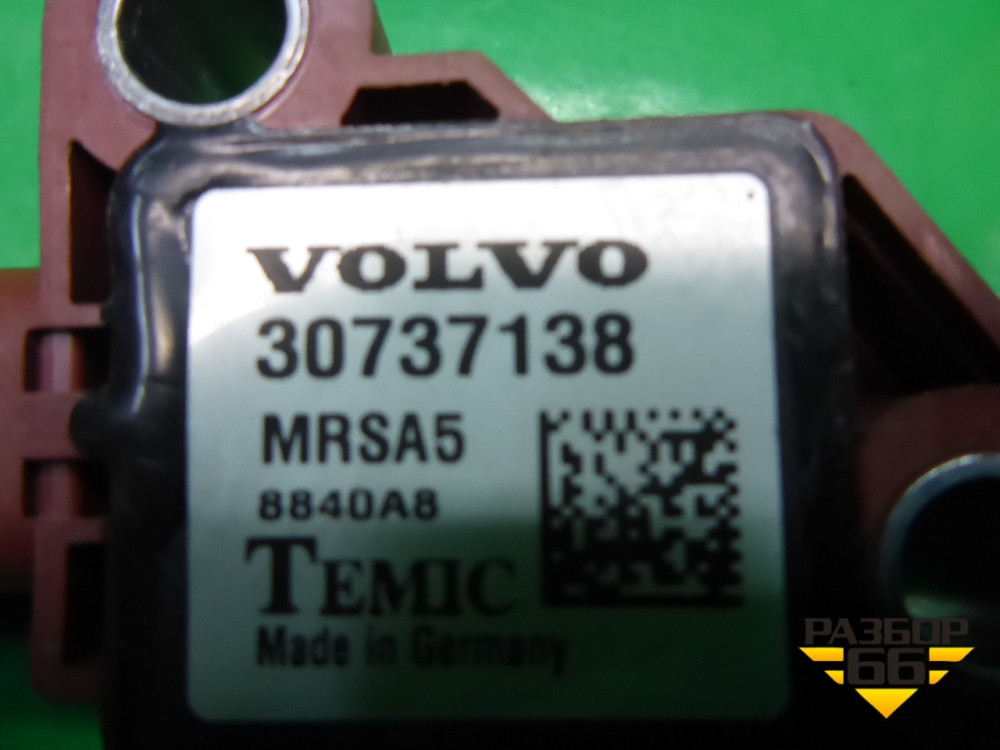 VOLVO
30737138
MRSA5
8840A8
TEMIC
Made in Germany
РАЗБОР
66